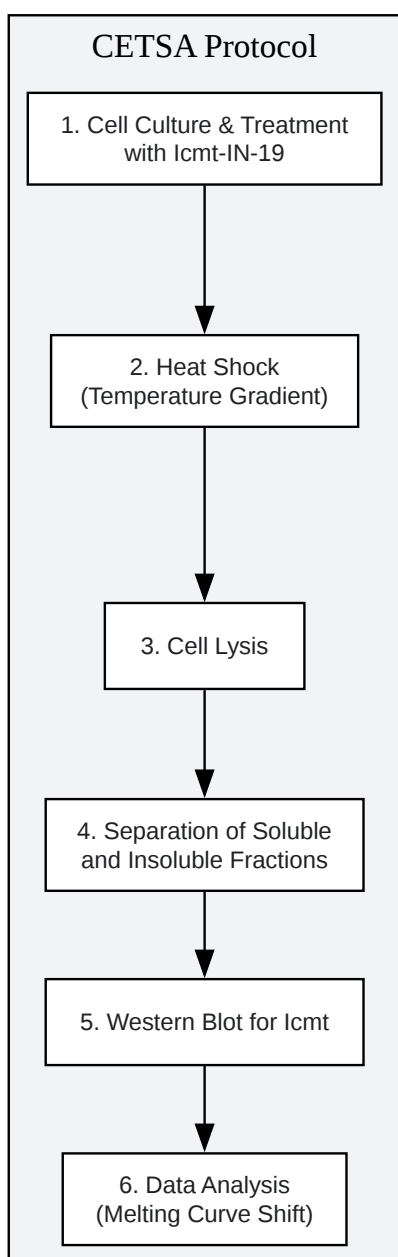 CETSA Protocol
1. Cell Culture & Treatment
with Icmt-IN-19
2. Heat Shock
(Temperature Gradient)
3. Cell Lysis
4. Separation of Soluble
and Insoluble Fractions
5. Western Blot for Icmt
6. Data Analysis
(Melting Curve Shift)